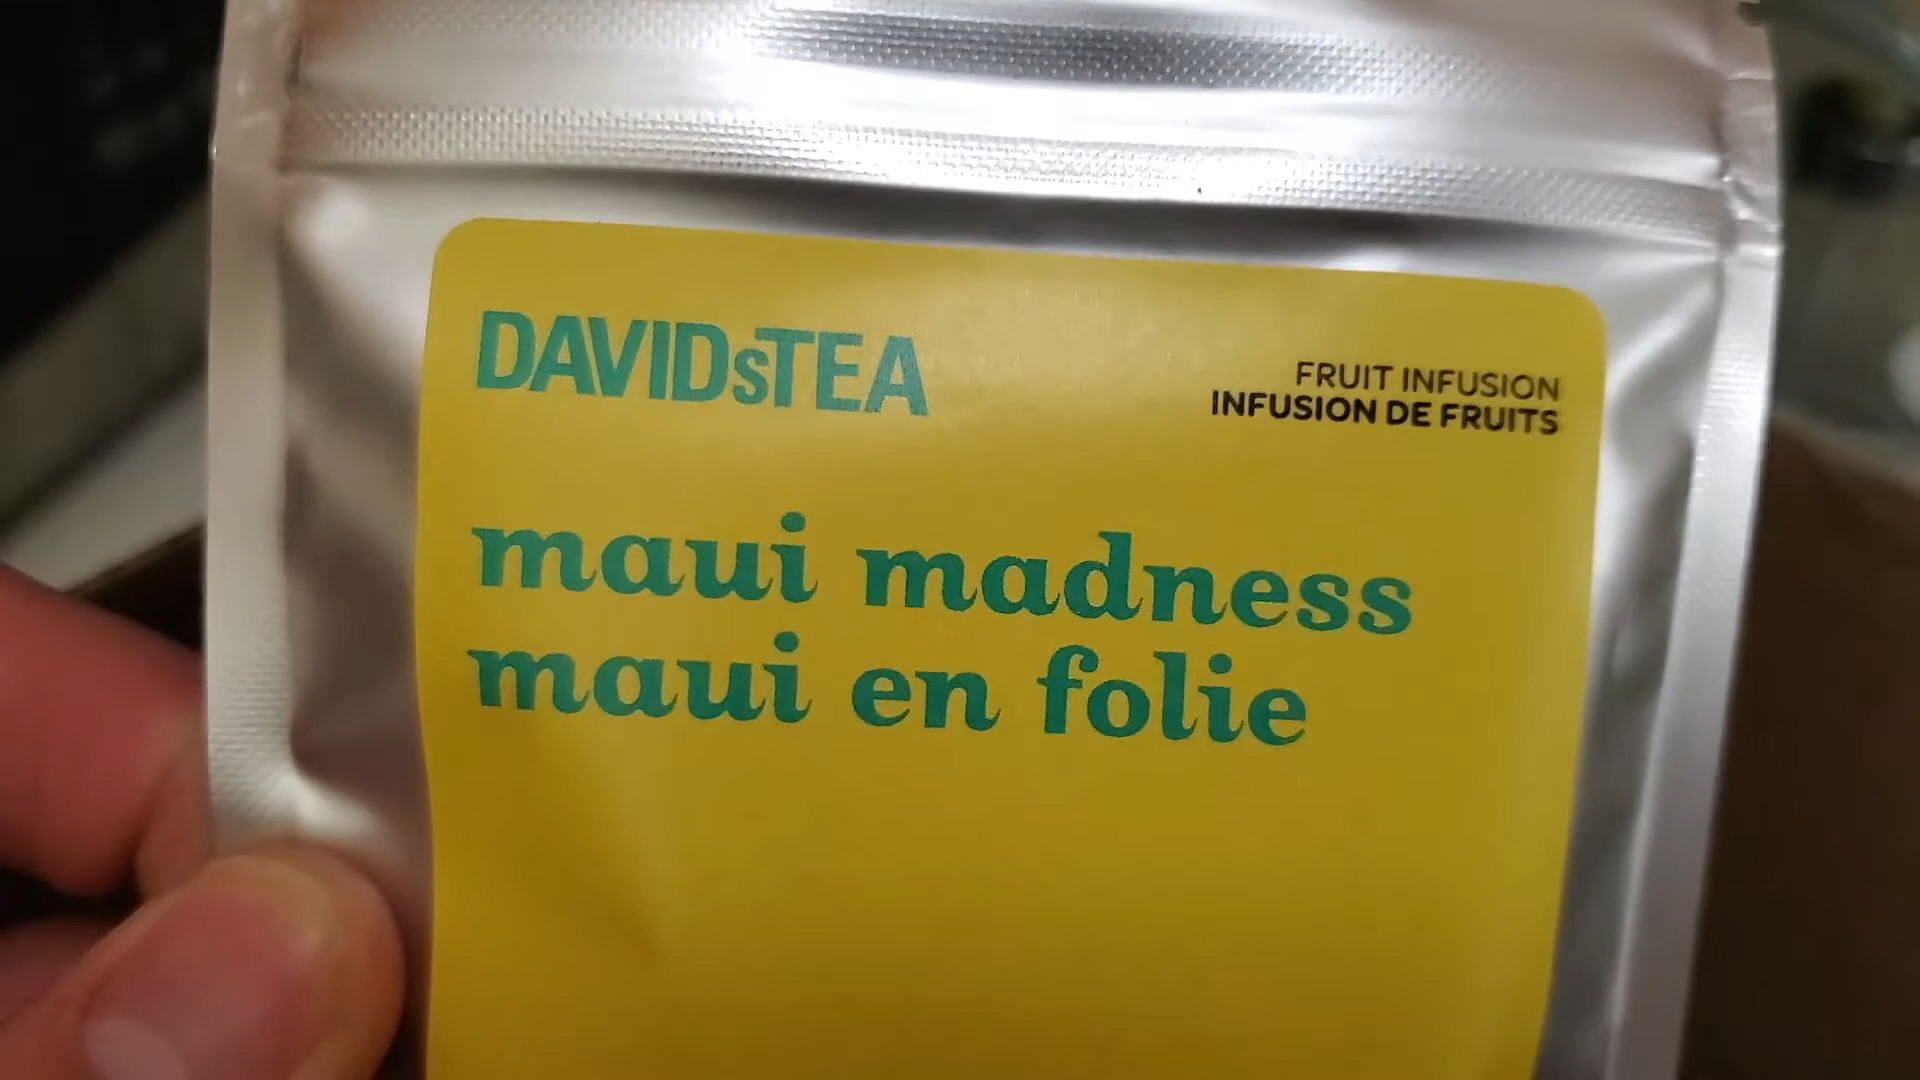 DAVIDsTEA
FRUIT INFUSION
INFUSION DE FRUITS
maui madness
maui en folie